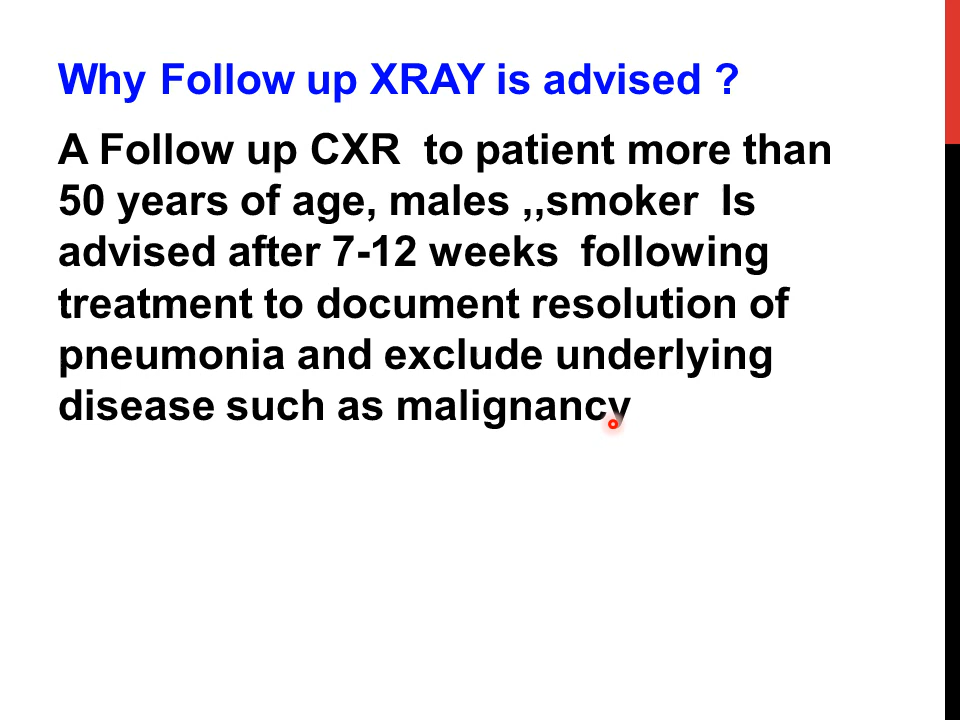 Why Follow up XRAY is advised ?
A Follow up CXR  to patient more than
50 years of age, males ,,smoker  Is
advised after 7-12 weeks  following
treatment to document resolution of
pneumonia and exclude underlying
disease such as malignancy